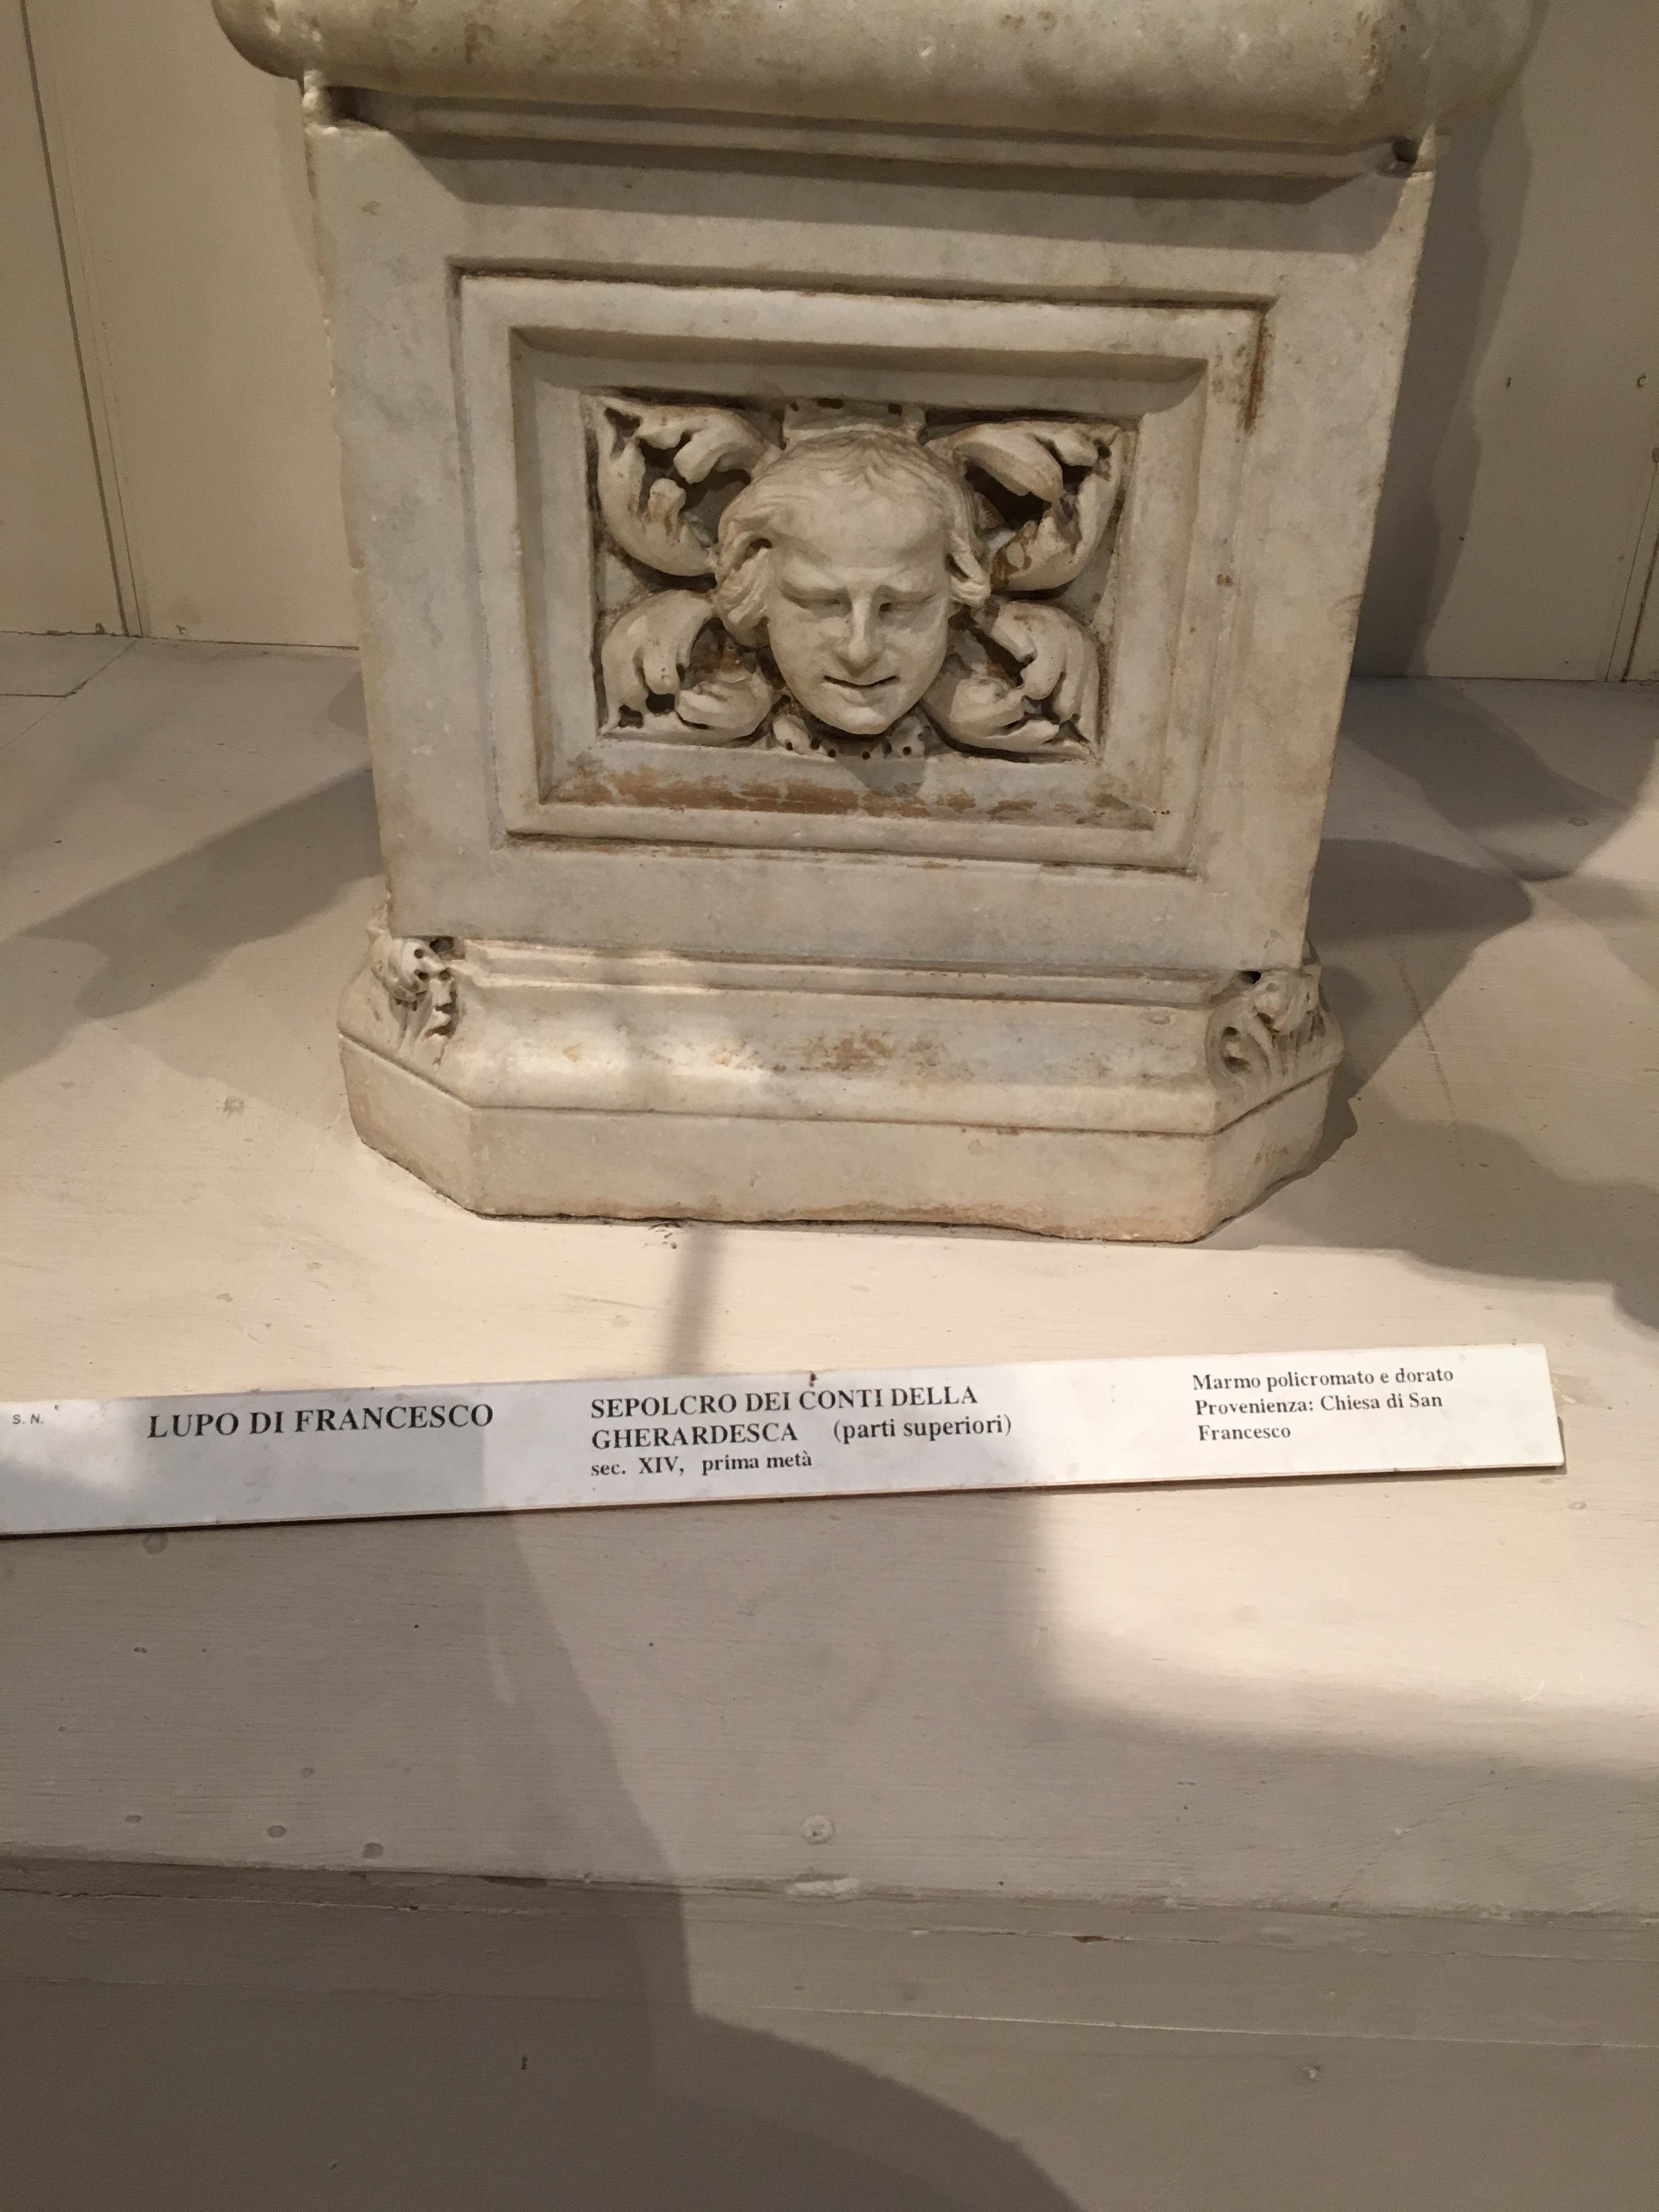 S. N.
LUPO DI FRANCESCO
SEPOLCRO DEI CONTI DELLA
GHERARDESCA (parti superiori)
sec. XIV, prima metà
Marmo policromato e dorato
Provenienza: Chiesa di San
Francesco